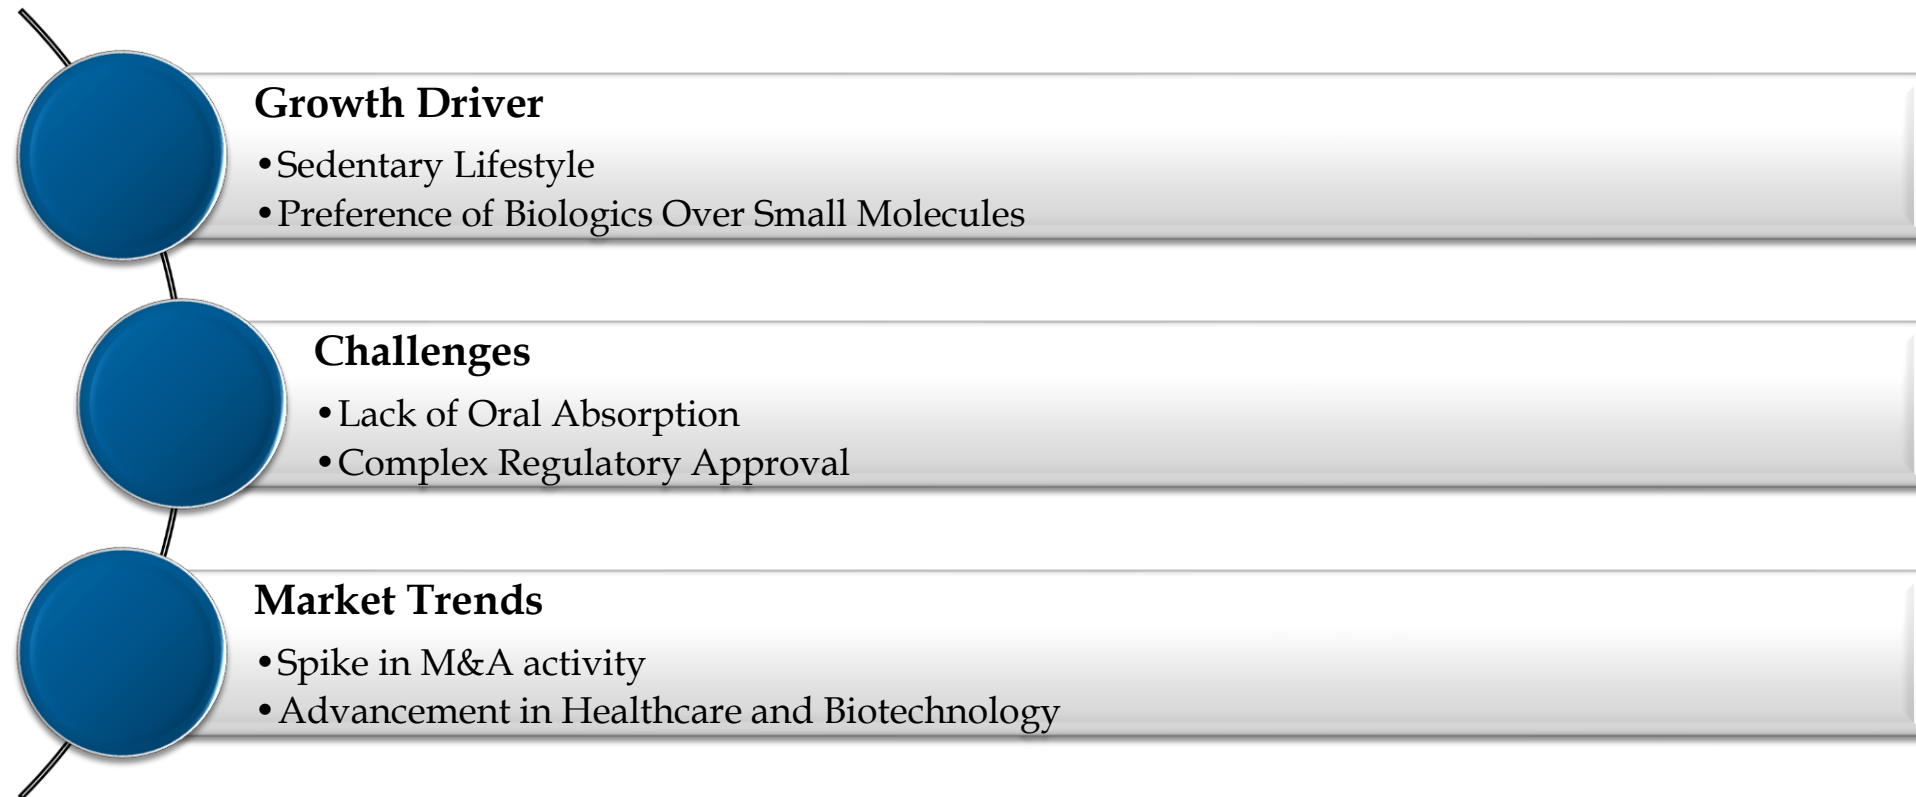 Growth Driver
•Sedentary Lifestyle
•Preference of Biologics Over Small Molecules
Challenges
•Lack of Oral Absorption
•Complex Regulatory Approval
Market Trends
•Spike in M&A activity
•Advancement in Healthcare and Biotechnology